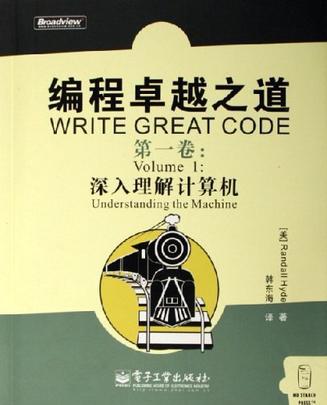 Broadview
编程卓越之道
WRITE GREAT CODE
第一卷:
Volume 1:
深入理解计算机
Understanding the Machine
[美] Randall Hyde 著
韩东海 译
电子工业出版社
NO STARCH
PRESS